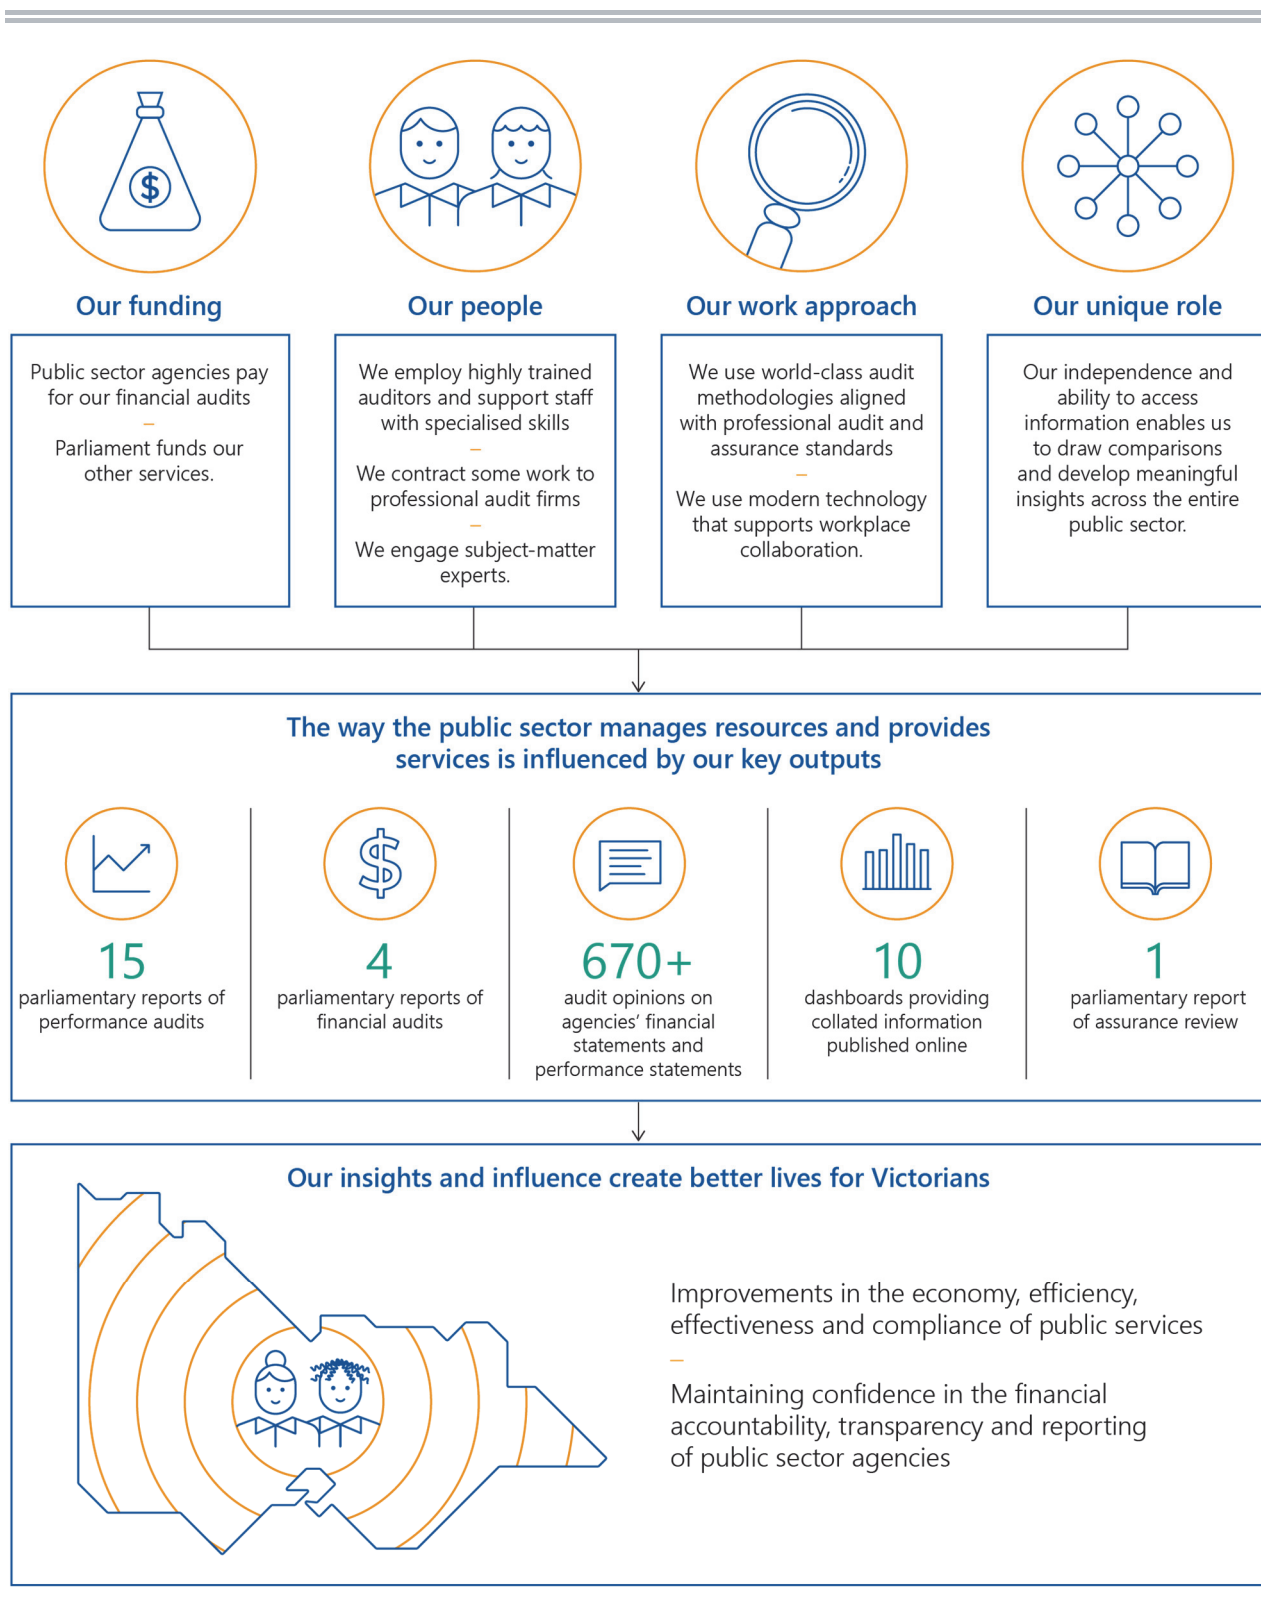 $
Our funding
Public sector agencies pay
for our financial audits
–
Parliament funds our
other services.
Our people
We employ highly trained
auditors and support staff
with specialised skills
–
We contract some work to
professional audit firms
–
We engage subject-matter
experts.
Our work approach
We use world-class audit
methodologies aligned
with professional audit and
assurance standards
–
We use modern technology
that supports workplace
collaboration.
Our unique role
Our independence and
ability to access
information enables us
to draw comparisons
and develop meaningful
insights across the entire
public sector.
The way the public sector manages resources and provides
services is influenced by our key outputs
15
parliamentary reports of
performance audits
$
4
parliamentary reports of
financial audits
670+
audit opinions on
agencies’ financial
statements and
performance statements
10
dashboards providing
collated information
published online
1
parliamentary report
of assurance review
Our insights and influence create better lives for Victorians
Improvements in the economy, efficiency,
effectiveness and compliance of public services
–
Maintaining confidence in the financial
accountability, transparency and reporting
of public sector agencies